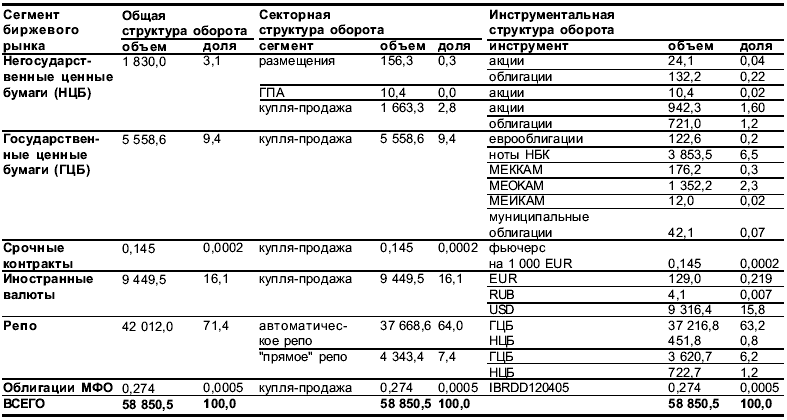 Сегмент Общая Секторная Инструментальная
биржевого структура оборота структура оборота структура оборота
рынка объем доля сегмент объем доля инструмент объем доля
Негосударст- 1 830,0 3,1 размещения 156,3 0,3 акции 24,1 0,04
венные ценные облигации 132,2 0,22
бумаги (НЦБ) ГПА 10,4 0,0 акции 10,4 0,02
купля-продажа 1 663,3 2,8 акции 942,3 1,60
облигации 721,0 1,2
Государствен- 5 558,6 9,4 купля-продажа 5 558,6 9,4 еврооблигации 122,6 0,2
ные ценные ноты НБК 3 853,5 6,5
бумаги (ГЦБ) МЕККАМ 176,2 0,3
МЕОКАМ 1 352,2 2,3
МЕИКАМ 12,0 0,02
муниципальные
облигации 42,1 0,07
Срочные 0,145 0,0002 купля-продажа 0,145 0,0002 фьючерс
контракты на 1 000 EUR 0,145 0,0002
Иностранные 9 449,5 16,1 купля-продажа 9 449,5 16,1 EUR 129,0 0,219
валюты RUB 4,1 0,007
USD 9 316,4 15,8
Репо 42 012,0 71,4 автоматичес- 37 668,6 64,0 ГЦБ 37 216,8 63,2
кое репо НЦБ 451,8 0,8
"прямое" репо 4 343,4 7,4 ГЦБ 3 620,7 6,2
НЦБ 722,7 1,2
Облигации МФО 0,274 0,0005 купля-продажа 0,274 0,0005 IBRDD120405 0,274 0,0005
ВСЕГО 58 850,5 100,0 58 850,5 100,0 58 850,5 100,0